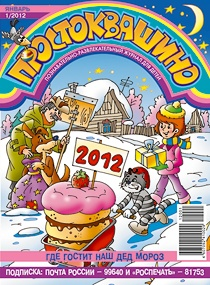 ЯНВАРЬ
1/2012
ПРОСТОКВАШИНО
ПОЗНАВАТЕЛЬНО-РАЗВЛЕКАТЕЛЬНЫЙ ЖУРНАЛ ДЛЯ ДЕТЕЙ
2012
ГДЕ ГОСТИТ НАШ ДЕД МОРОЗ
ПОДПИСКА: ПОЧТА РОССИИ – 99640 И «РОСПЕЧАТЬ» – 81753